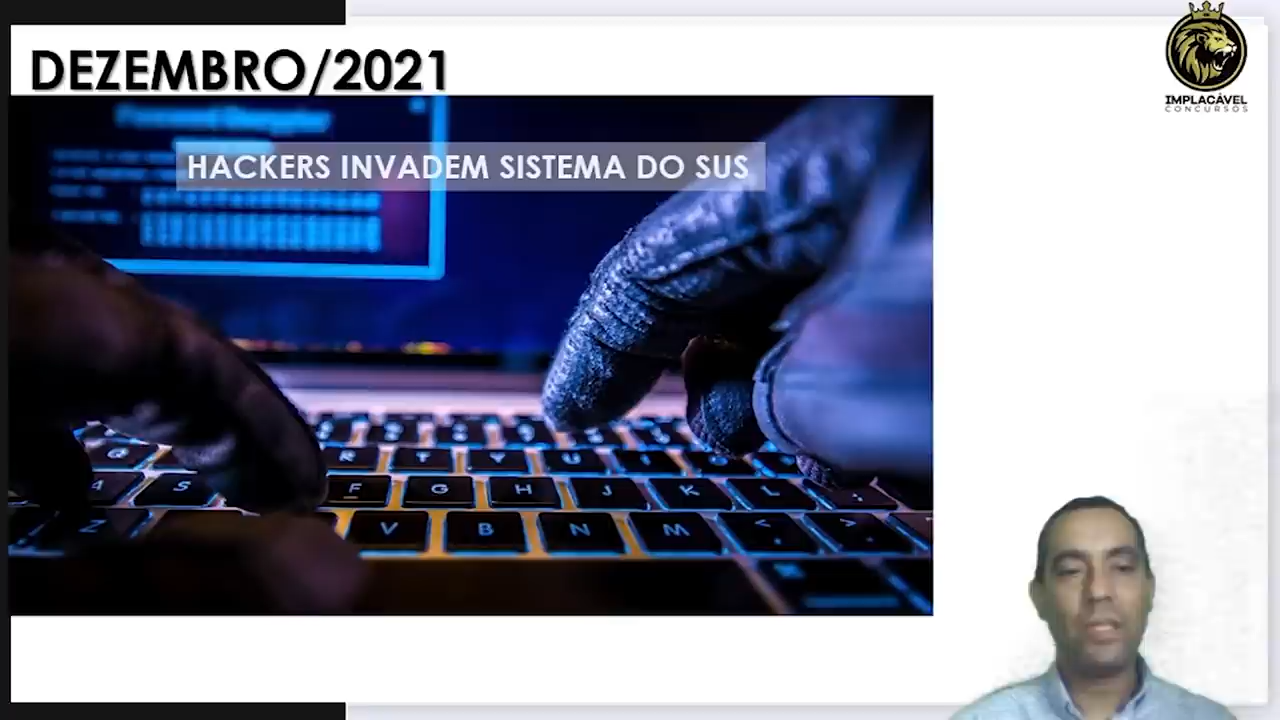 DEZEMBRO/2021
IMPLACÁVEL
CONCURSOS
HACKERS INVADEM SISTEMA DO SUS
Q R T Y U I O
A S F G H J K L ;
Z V B N M < >